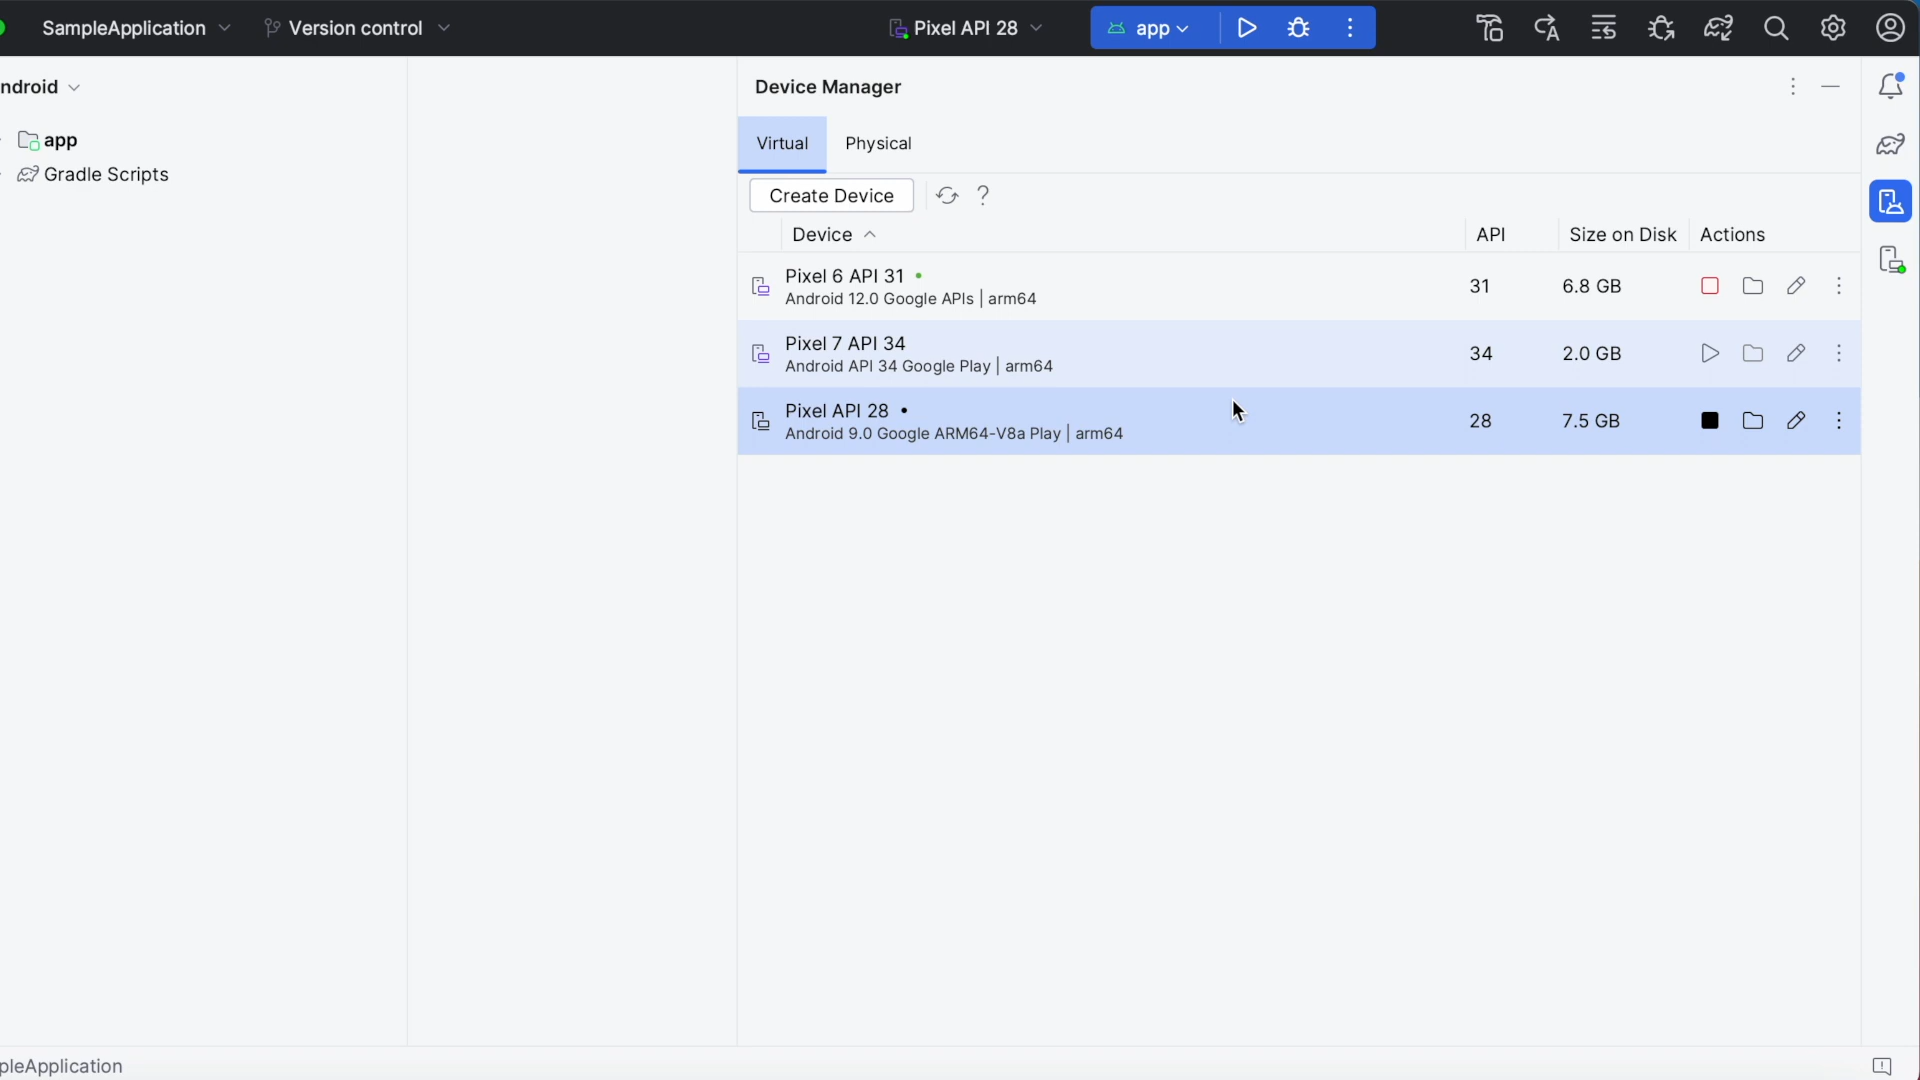 SampleApplication
Version control
Pixel API 28
app
ndroid
app
Gradle Scripts
Device Manager
Virtual
Physical
Create Device
?
Device
API
Size on Disk
Actions
Pixel 6 API 31
Android 12.0 Google APIs | arm64
31
6.8 GB
Pixel 7 API 34
Android API 34 Google Play | arm64
34
2.0 GB
Pixel API 28
Android 9.0 Google ARM64-V8a Play | arm64
28
7.5 GB
pleApplication